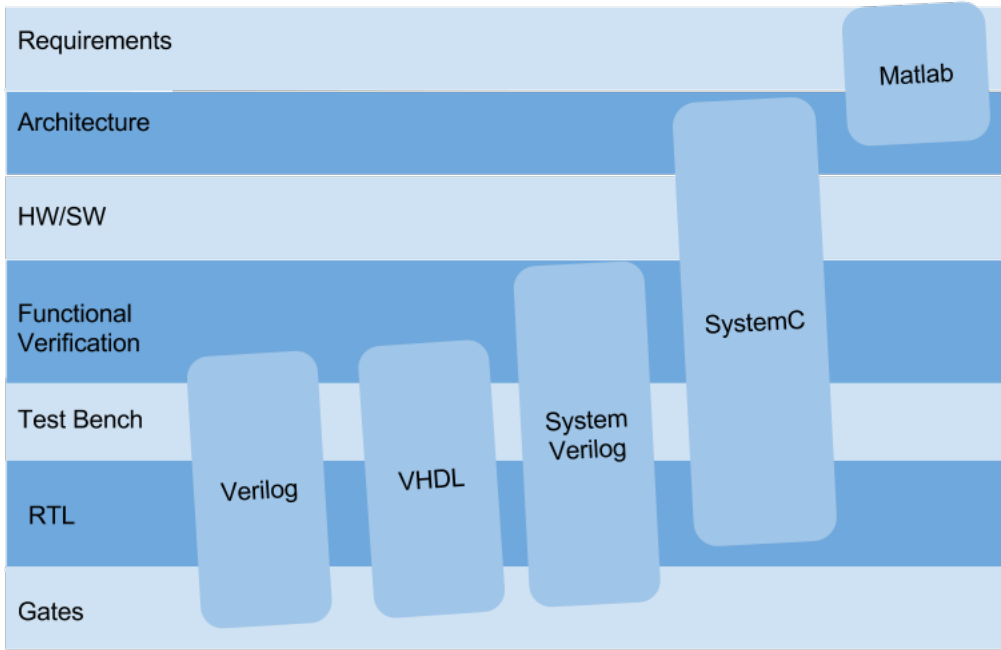 Requirements
Matlab
Architecture
HW/SW
Functional
Verification
SystemC
Test Bench
System
Verilog
VHDL
Verilog
RTL
Gates